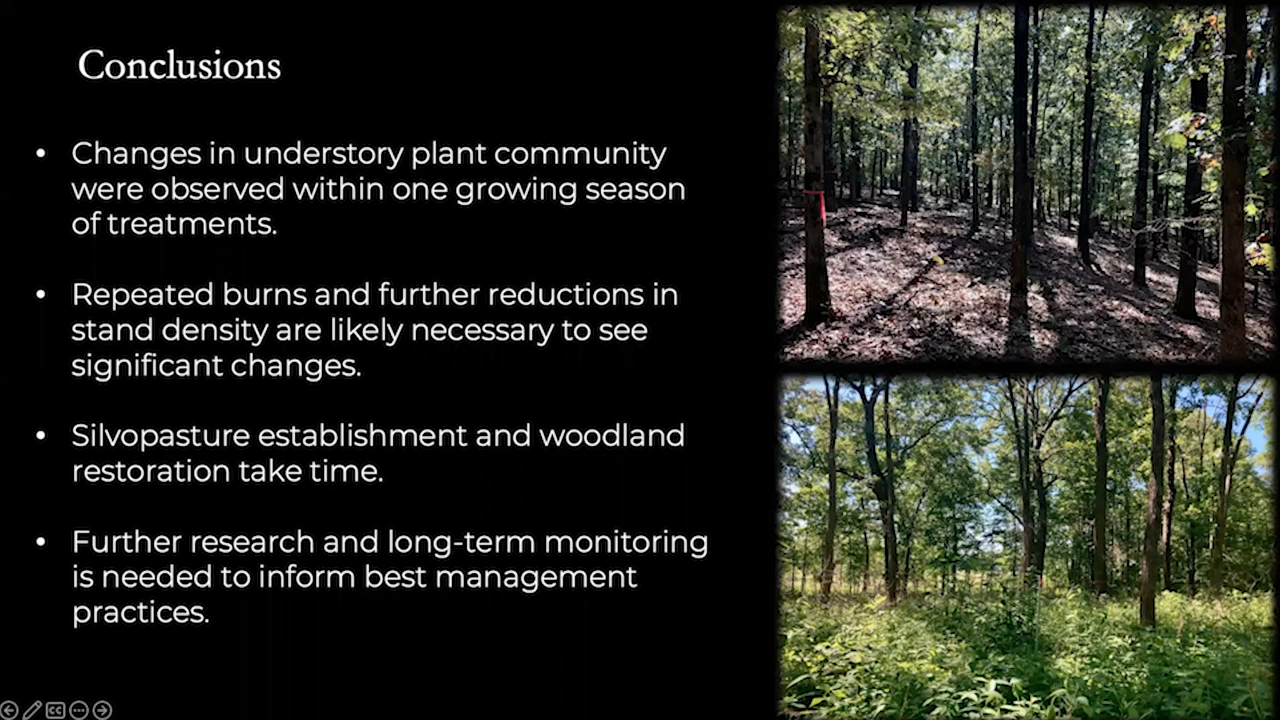 Conclusions
• Changes in understory plant community
were observed within one growing season
of treatments.
• Repeated burns and further reductions in
stand density are likely necessary to see
significant changes.
• Silvopasture establishment and woodland
restoration take time.
• Further research and long-term monitoring
is needed to inform best management
practices.
CC